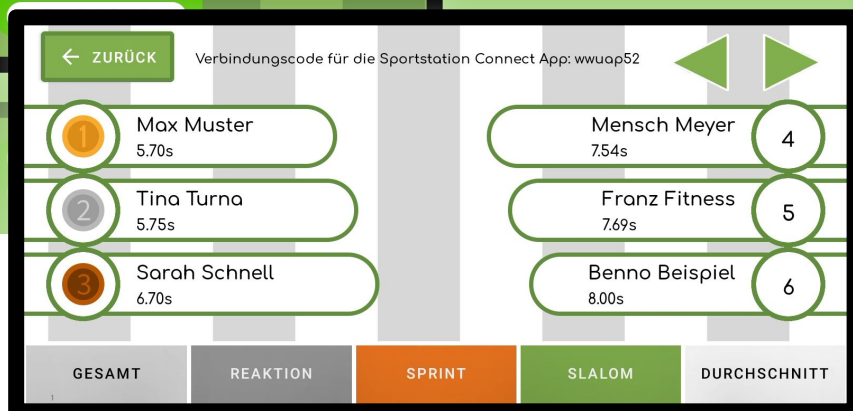 ← ZURÜCK
Verbindungscode für die Sportstation Connect App: wwuap52
1
Max Muster
5.70s
2
Tina Turna
5.75s
3
Sarah Schnell
6.70s
Mensch Meyer
7.54s
4
Franz Fitness
7.69s
5
Benno Beispiel
8.00s
6
GESAMT
REAKTION
SPRINT
SLALOM
DURCHSCHNITT
1